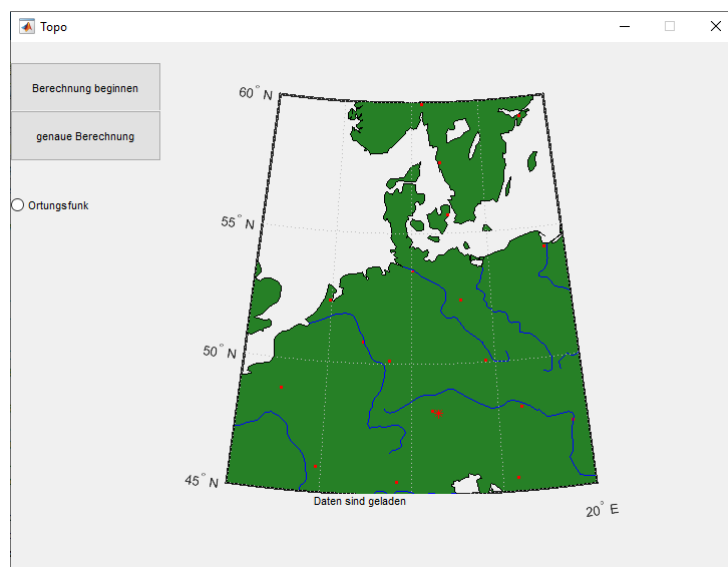 Topo
Berechnung beginnen
genaue Berechnung
Ortungsfunk
60° N
55° N
50° N
45° N
Daten sind geladen
20° E